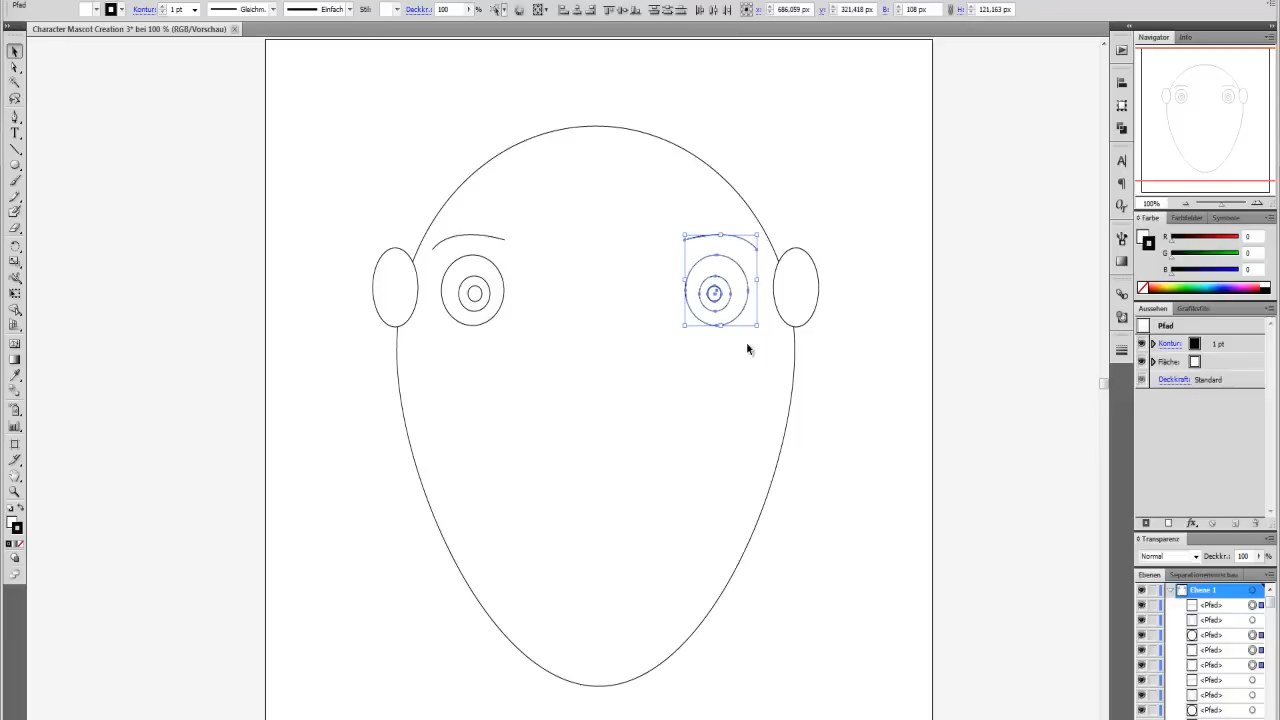 Pfad
Kontur: 1 pt Gleichm. Einfach Stil: Deckkr.: 100 % X: 686,059 px Y: 321,418 px B: 108 px H: 121,163 px
Character Mascot Creation 3* bei 100 % (RGB/Vorschau)
Navigator Info
100%
Farbe Farbfelder Symbole
R 0
G 0
B 0
Aussehen Grafikstile
Pfad
Kontur: 1 pt
Fläche:
Deckkraft: Standard
Transparenz
Normal Deckkr.: 100 %
Ebenen Separationenvorschau
Ebene 1
<Pfad>
<Pfad>
<Pfad>
<Pfad>
<Pfad>
<Pfad>
<Pfad>
<Pfad>